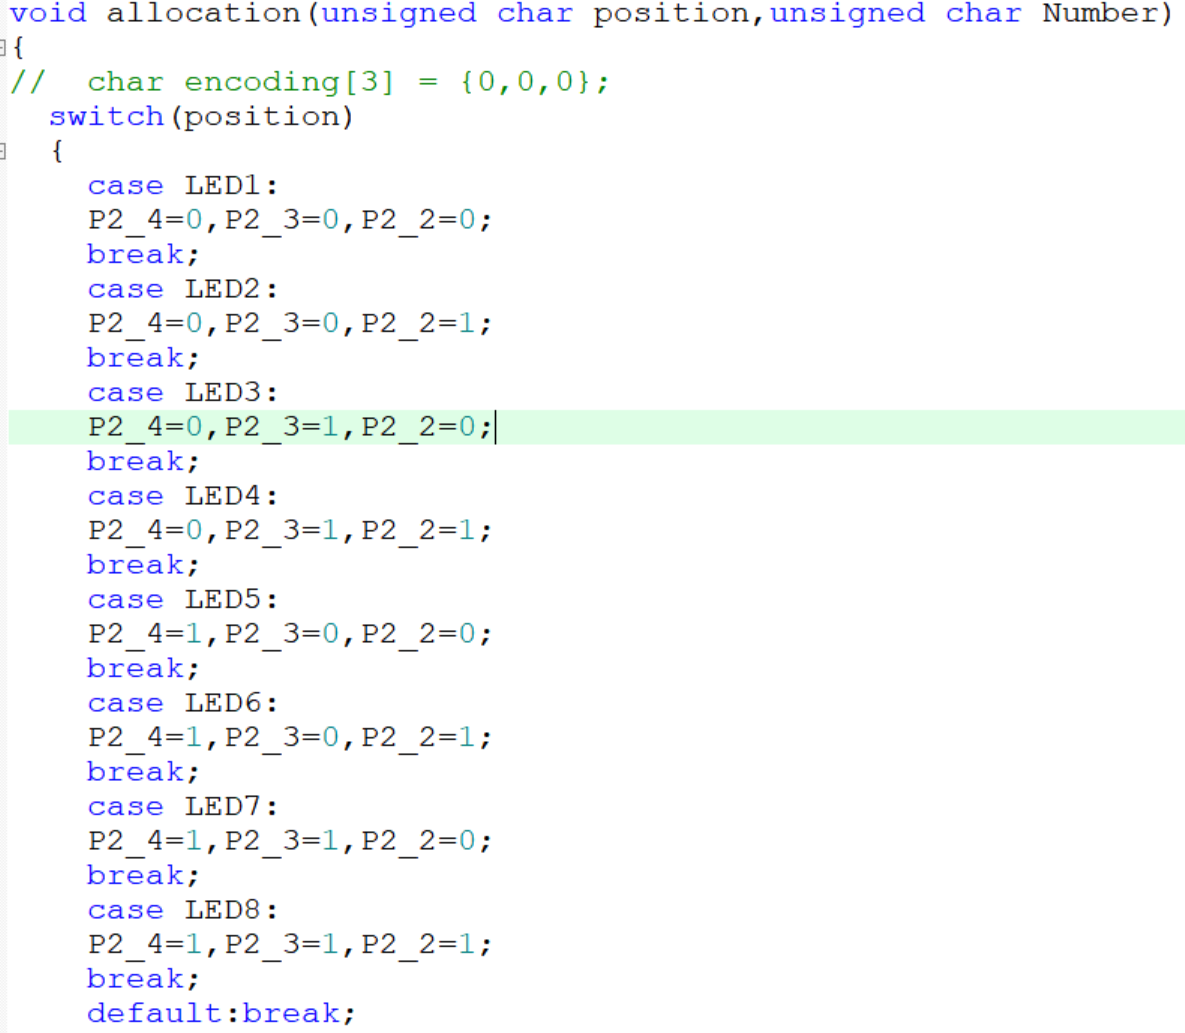 void allocation(unsigned char position,unsigned char Number)
{
//  char encoding[3] = {0,0,0};
  switch(position)
  {
    case LED1:
    P2_4=0,P2_3=0,P2_2=0;
    break;
    case LED2:
    P2_4=0,P2_3=0,P2_2=1;
    break;
    case LED3:
    P2_4=0,P2_3=1,P2_2=0;
    break;
    case LED4:
    P2_4=0,P2_3=1,P2_2=1;
    break;
    case LED5:
    P2_4=1,P2_3=0,P2_2=0;
    break;
    case LED6:
    P2_4=1,P2_3=0,P2_2=1;
    break;
    case LED7:
    P2_4=1,P2_3=1,P2_2=0;
    break;
    case LED8:
    P2_4=1,P2_3=1,P2_2=1;
    break;
    default:break;